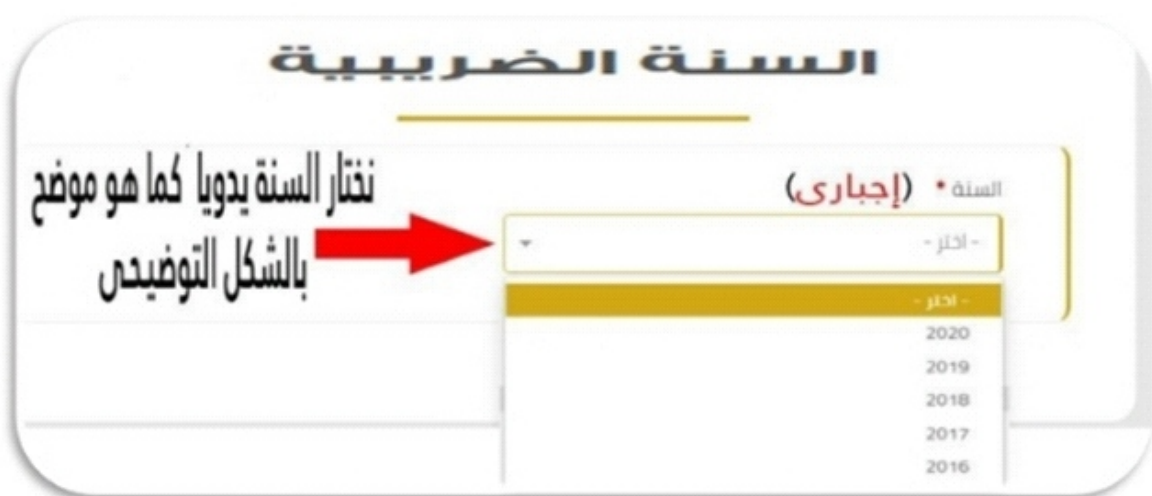 السنة الضريبية
السنة * (إجبارى)
نختار السنة يدويا كما هو موضح
بالشكل التوضيحى
- اختر -
- اختر -
2020
2019
2018
2017
2016